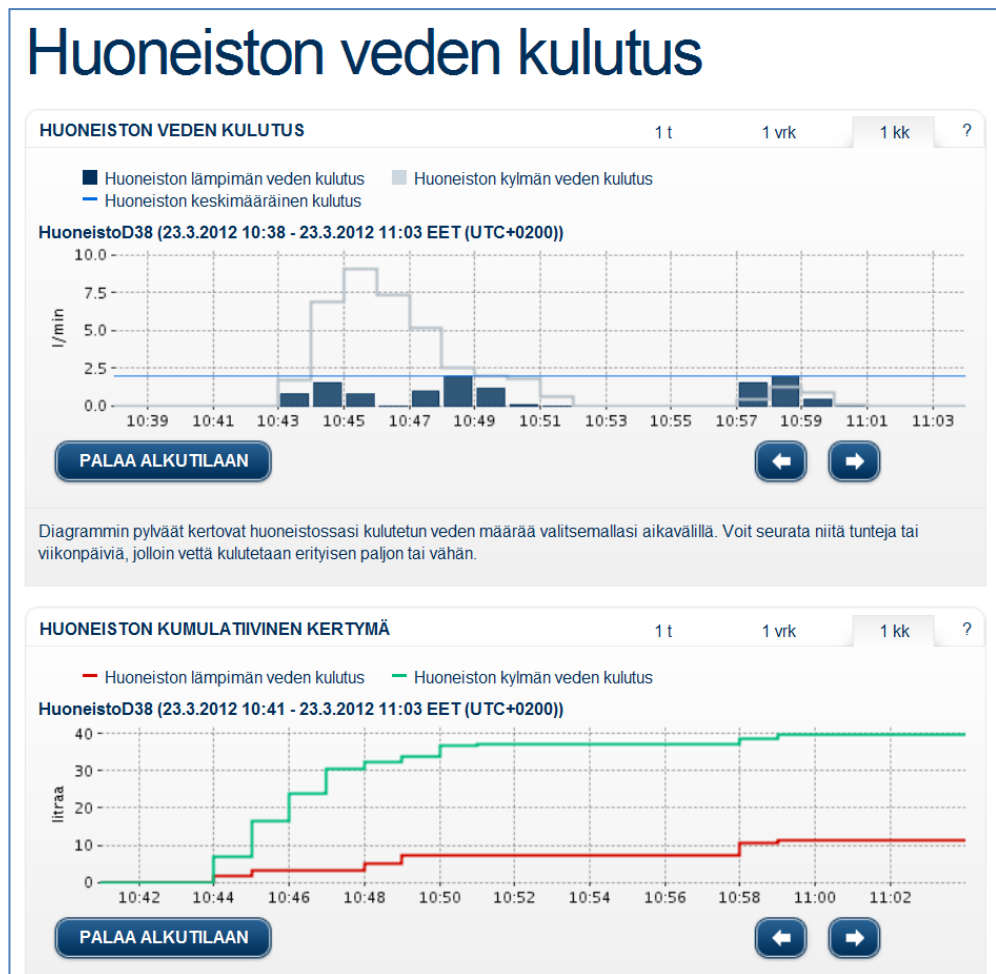 Huoneiston veden kulutus
HUONEISTON VEDEN KULUTUS 1 t 1 vrk 1 kk ?
Huoneiston lämpimän veden kulutus Huoneiston kylmän veden kulutus
Huoneiston keskimääräinen kulutus
HuoneistoD38 (23.3.2012 10:38 - 23.3.2012 11:03 EET (UTC+0200))
10.0
7.5
5.0
2.5
0.0
l/min
10:39 10:41 10:43 10:45 10:47 10:49 10:51 10:53 10:55 10:57 10:59 11:01 11:03
PALAA ALKUTILAAN
Diagrammin pylväät kertovat huoneistossasi kulutetun veden määrää valitsemallasi aikavälillä. Voit seurata niitä tunteja tai
viikonpäiviä, jolloin vettä kulutetaan erityisen paljon tai vähän.
HUONEISTON KUMULATIIVINEN KERTYMÄ 1 t 1 vrk 1 kk ?
Huoneiston lämpimän veden kulutus Huoneiston kylmän veden kulutus
HuoneistoD38 (23.3.2012 10:41 - 23.3.2012 11:03 EET (UTC+0200))
40
30
20
10
0
litraa
10:42 10:44 10:46 10:48 10:50 10:52 10:54 10:56 10:58 11:00 11:02
PALAA ALKUTILAAN